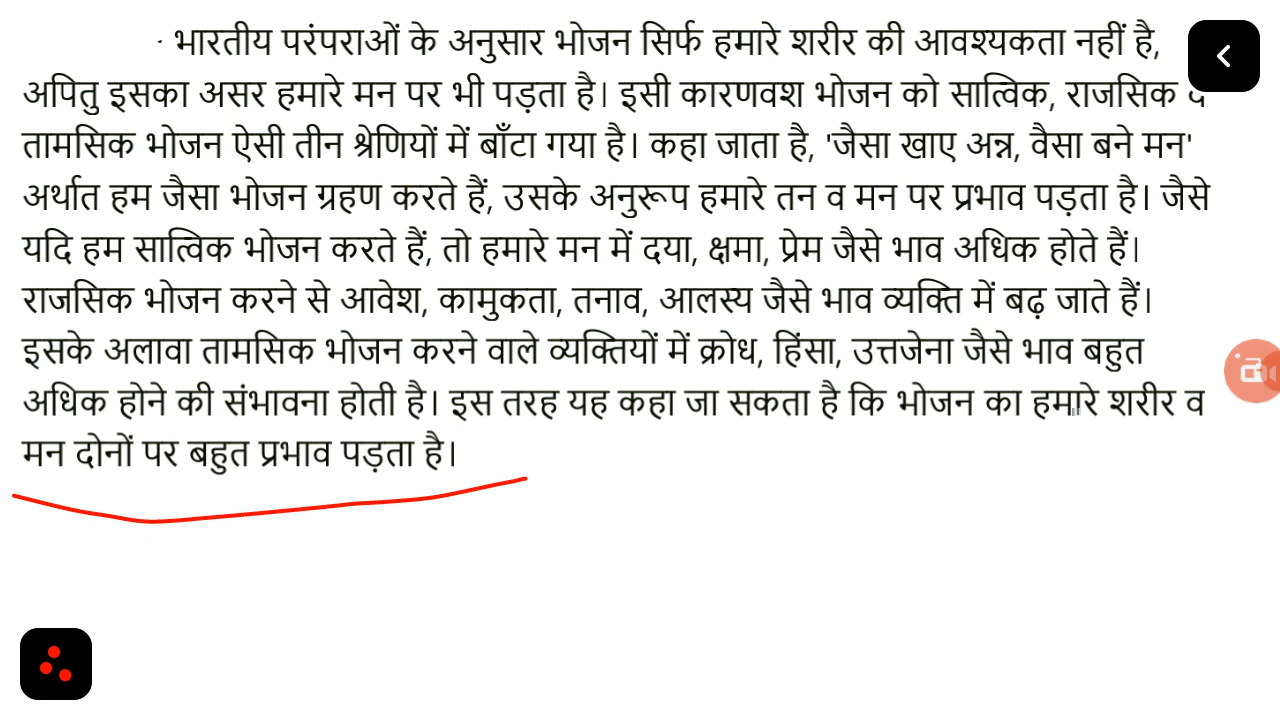 भारतीय परंपराओं के अनुसार भोजन सिर्फ हमारे शरीर की आवश्यकता नहीं है,
अपितु इसका असर हमारे मन पर भी पड़ता है। इसी कारणवश भोजन को सात्विक, राजसिक
तामसिक भोजन ऐसी तीन श्रेणियों में बाँटा गया है। कहा जाता है, 'जैसा खाए अन्न, वैसा बने मन'
अर्थात हम जैसा भोजन ग्रहण करते हैं, उसके अनुरूप हमारे तन व मन पर प्रभाव पड़ता है। जैसे
यदि हम सात्विक भोजन करते हैं, तो हमारे मन में दया, क्षमा, प्रेम जैसे भाव अधिक होते हैं।
राजसिक भोजन करने से आवेश, कामुकता, तनाव, आलस्य जैसे भाव व्यक्ति में बढ़ जाते हैं।
इसके अलावा तामसिक भोजन करने वाले व्यक्तियों में क्रोध, हिंसा, उत्तजेना जैसे भाव बहुत
अधिक होने की संभावना होती है। इस तरह यह कहा जा सकता है कि भोजन का हमारे शरीर व
मन दोनों पर बहुत प्रभाव पड़ता है।